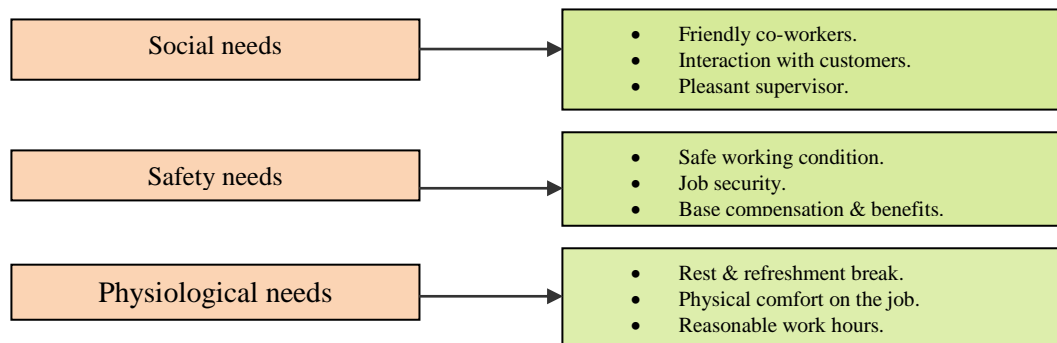 Social needs
• Friendly co-workers.
• Interaction with customers.
• Pleasant supervisor.
Safety needs
• Safe working condition.
• Job security.
• Base compensation & benefits.
Physiological needs
• Rest & refreshment break.
• Physical comfort on the job.
• Reasonable work hours.